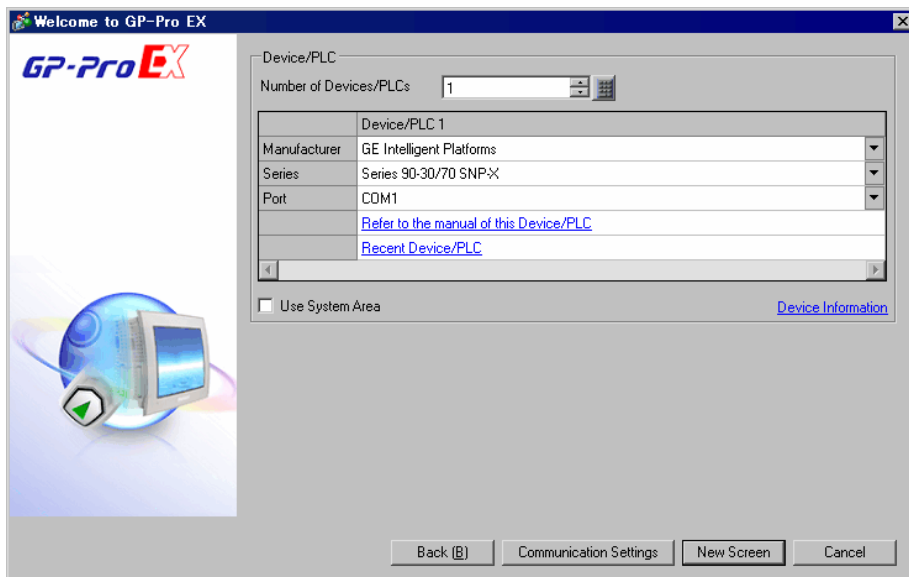 Welcome to GP-Pro EX
GP-Pro EX
Device/PLC
Number of Devices/PLCs 1
Device/PLC 1
Manufacturer GE Intelligent Platforms
Series Series 90-30/70 SNP-X
Port COM1
Refer to the manual of this Device/PLC
Recent Device/PLC
Use System Area Device Information
Back (B) Communication Settings New Screen Cancel